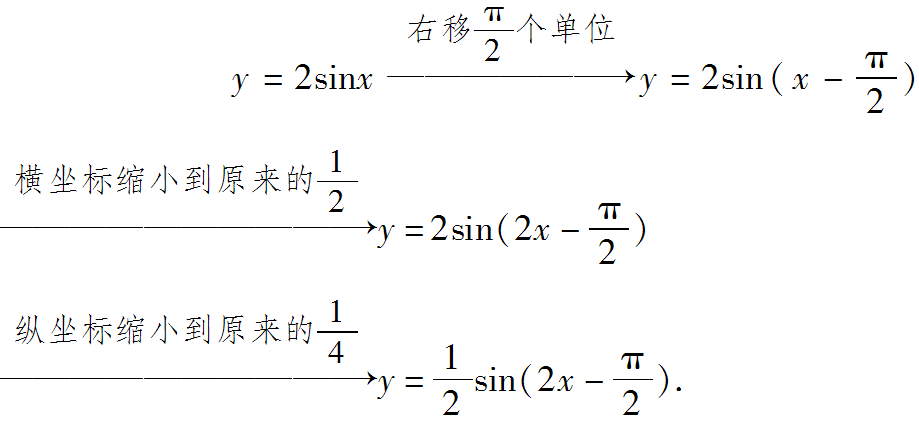 右移π/2个单位
y = 2sinx ⟶ y = 2sin(x − π/2)
横坐标缩小到原来的1/2
⟶ y = 2sin(2x − π/2)
纵坐标缩小到原来的1/4
⟶ y = 1/2 sin(2x − π/2).